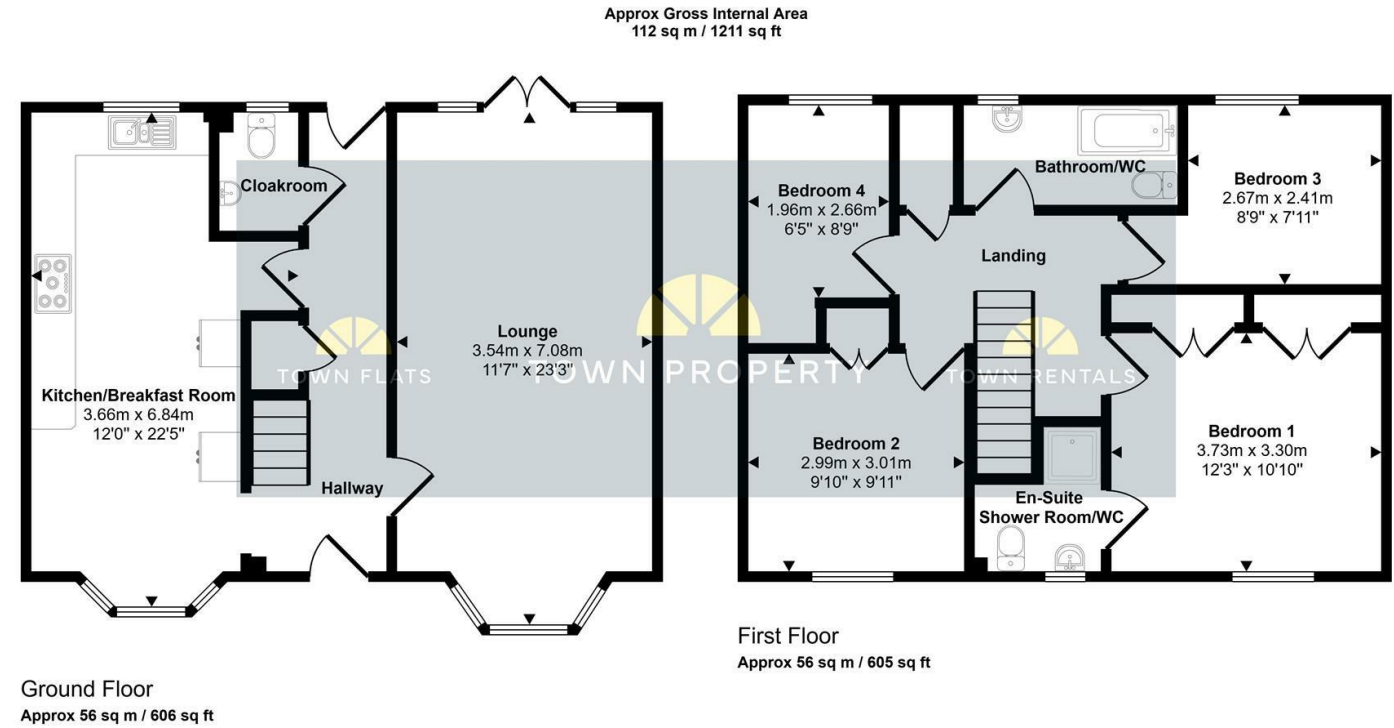 Approx Gross Internal Area
112 sq m / 1211 sq ft
Cloakroom
Kitchen/Breakfast Room
3.66m x 6.84m
12'0" x 22'5"
Hallway
Lounge
3.54m x 7.08m
11'7" x 23'3"
TOWN FLATS
TOWN PROPERTY
TOWN RENTALS
Bedroom 4
1.96m x 2.66m
6'5" x 8'9"
Bathroom/WC
Bedroom 3
2.67m x 2.41m
8'9" x 7'11"
Landing
Bedroom 2
2.99m x 3.01m
9'10" x 9'11"
Bedroom 1
3.73m x 3.30m
12'3" x 10'10"
En-Suite
Shower Room/WC
Ground Floor
Approx 56 sq m / 606 sq ft
First Floor
Approx 56 sq m / 605 sq ft